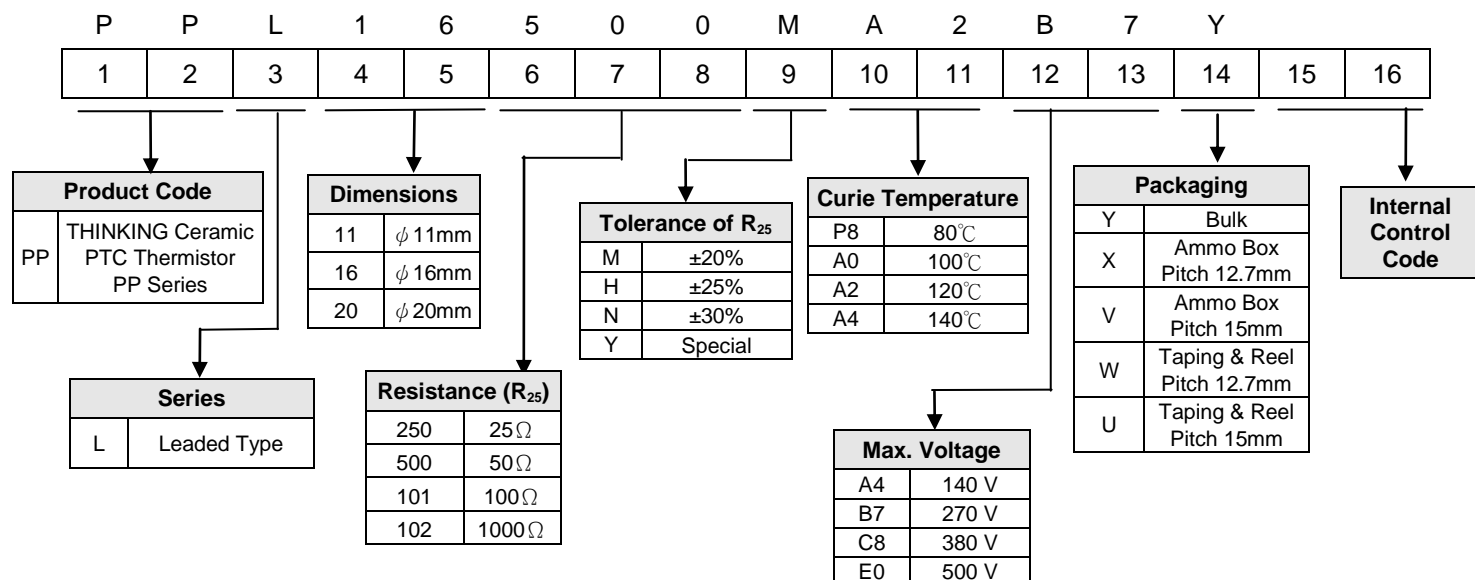 P P L 1 6 5 0 0 M A 2 B 7 Y
1 2 3 4 5 6 7 8 9 10 11 12 13 14 15 16
Product Code
PP THINKING Ceramic
PTC Thermistor
PP Series
Series
L Leaded Type
Dimensions
11 ϕ 11mm
16 ϕ 16mm
20 ϕ 20mm
Resistance (R₂₅)
250 25Ω
500 50Ω
101 100Ω
102 1000Ω
Tolerance of R₂₅
M ±20%
H ±25%
N ±30%
Y Special
Curie Temperature
P8 80℃
A0 100℃
A2 120℃
A4 140℃
Max. Voltage
A4 140 V
B7 270 V
C8 380 V
E0 500 V
Packaging
Y Bulk
X Ammo Box
Pitch 12.7mm
V Ammo Box
Pitch 15mm
W Taping & Reel
Pitch 12.7mm
U Taping & Reel
Pitch 15mm
Internal
Control
Code